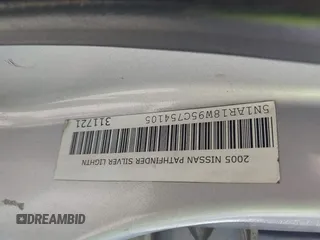 5N1AR18W95C754105
311721
2005 NISSAN PATHFINDER SILVER LIGHTN
DREAMBID